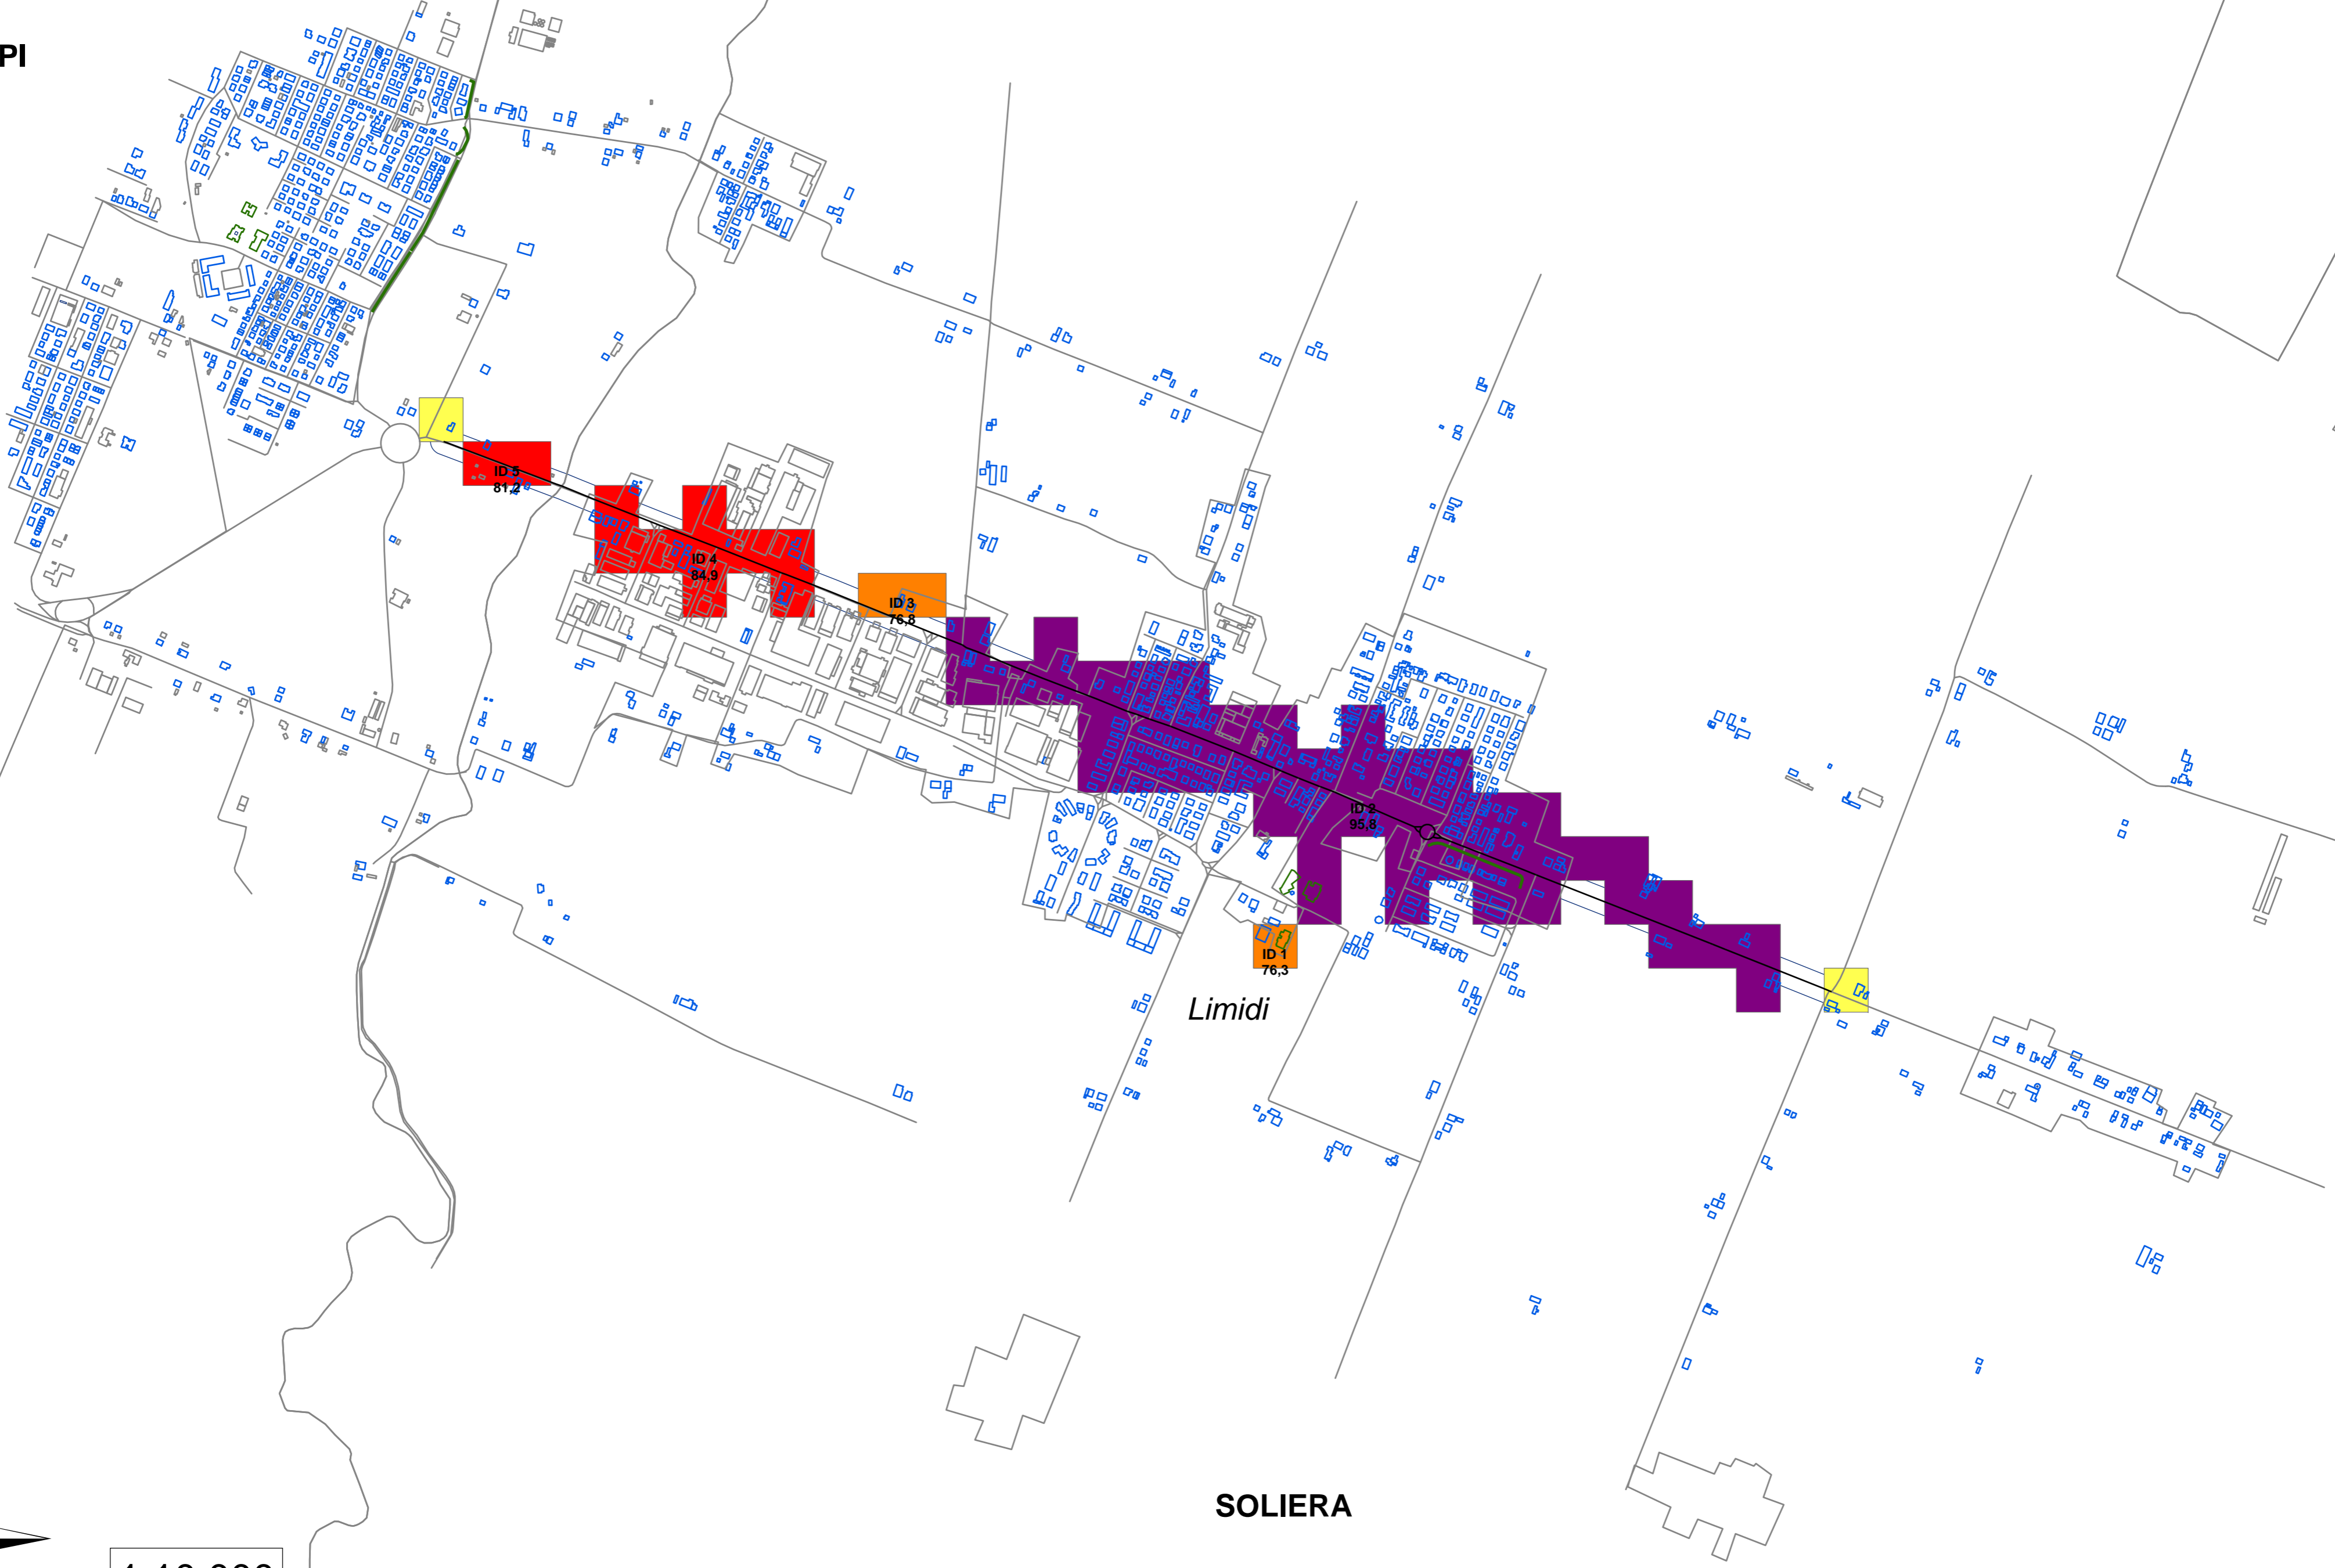 PI
ID 5
81,2
ID 4
84,9
ID 3
76,8
ID 2
95,8
ID 1
76,3
Limidi
SOLIERA